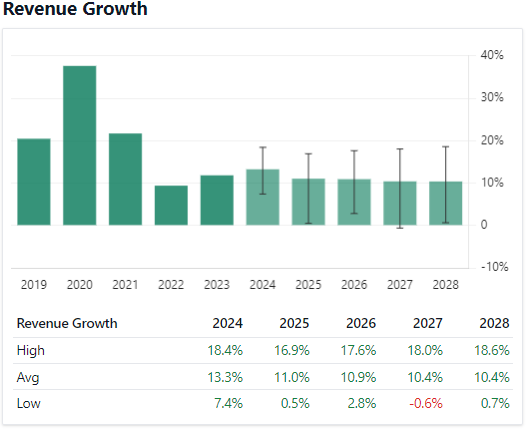 Revenue Growth
40%
30%
20%
10%
0
-10%
2019 2020 2021 2022 2023 2024 2025 2026 2027 2028
Revenue Growth 2024 2025 2026 2027 2028
High 18.4% 16.9% 17.6% 18.0% 18.6%
Avg 13.3% 11.0% 10.9% 10.4% 10.4%
Low 7.4% 0.5% 2.8% -0.6% 0.7%